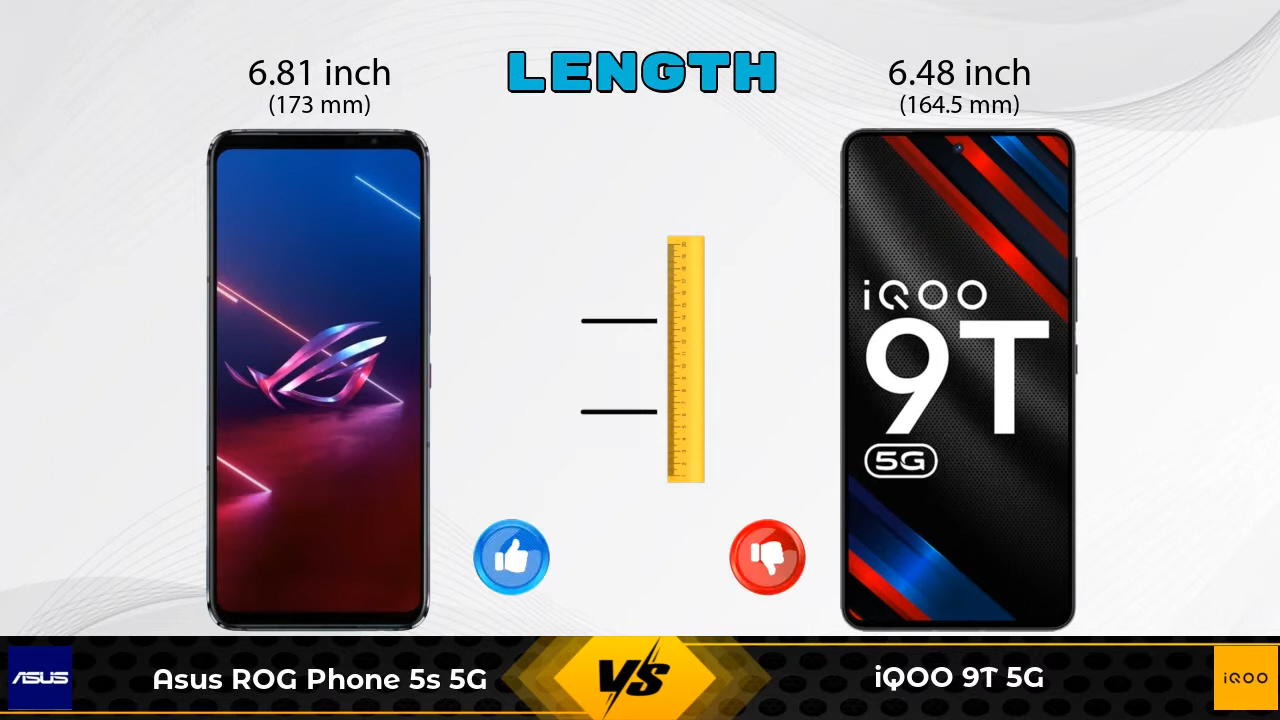 LENGTH
6.81 inch
(173 mm)
6.48 inch
(164.5 mm)
iQOO
9T
5G
Asus ROG Phone 5s 5G
VS
iQOO 9T 5G
ASUS
iQOO